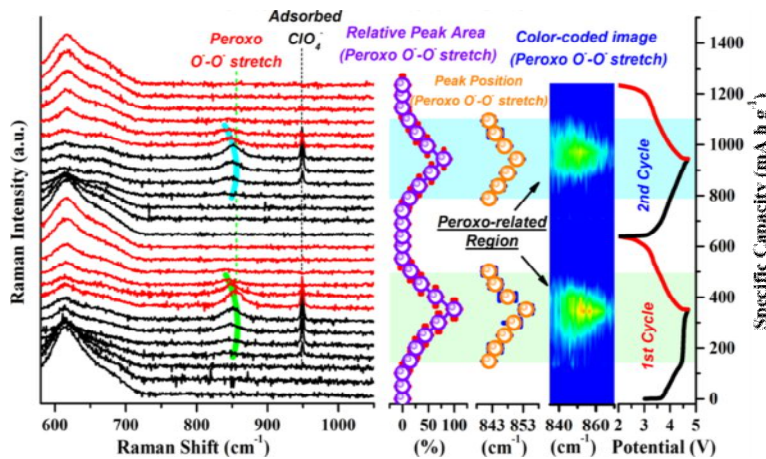 Peroxo
O⁻-O⁻ stretch
Adsorbed
ClO₄⁻
Relative Peak Area
(Peroxo O⁻-O⁻ stretch)
Peak Position
(Peroxo O⁻-O⁻ stretch)
Color-coded image
(Peroxo O⁻-O⁻ stretch)
Raman Intensity (a.u.)
Peroxo-related
Region
2nd Cycle
1st Cycle
Specific Capacity (mA h g⁻¹)
1400
1200
1000
800
600
400
200
0
600 700 800 900 1000
Raman Shift (cm⁻¹)
0 50 100
(%)
843 853
(cm⁻¹)
840 860
(cm⁻¹)
2 3 4 5
Potential (V)